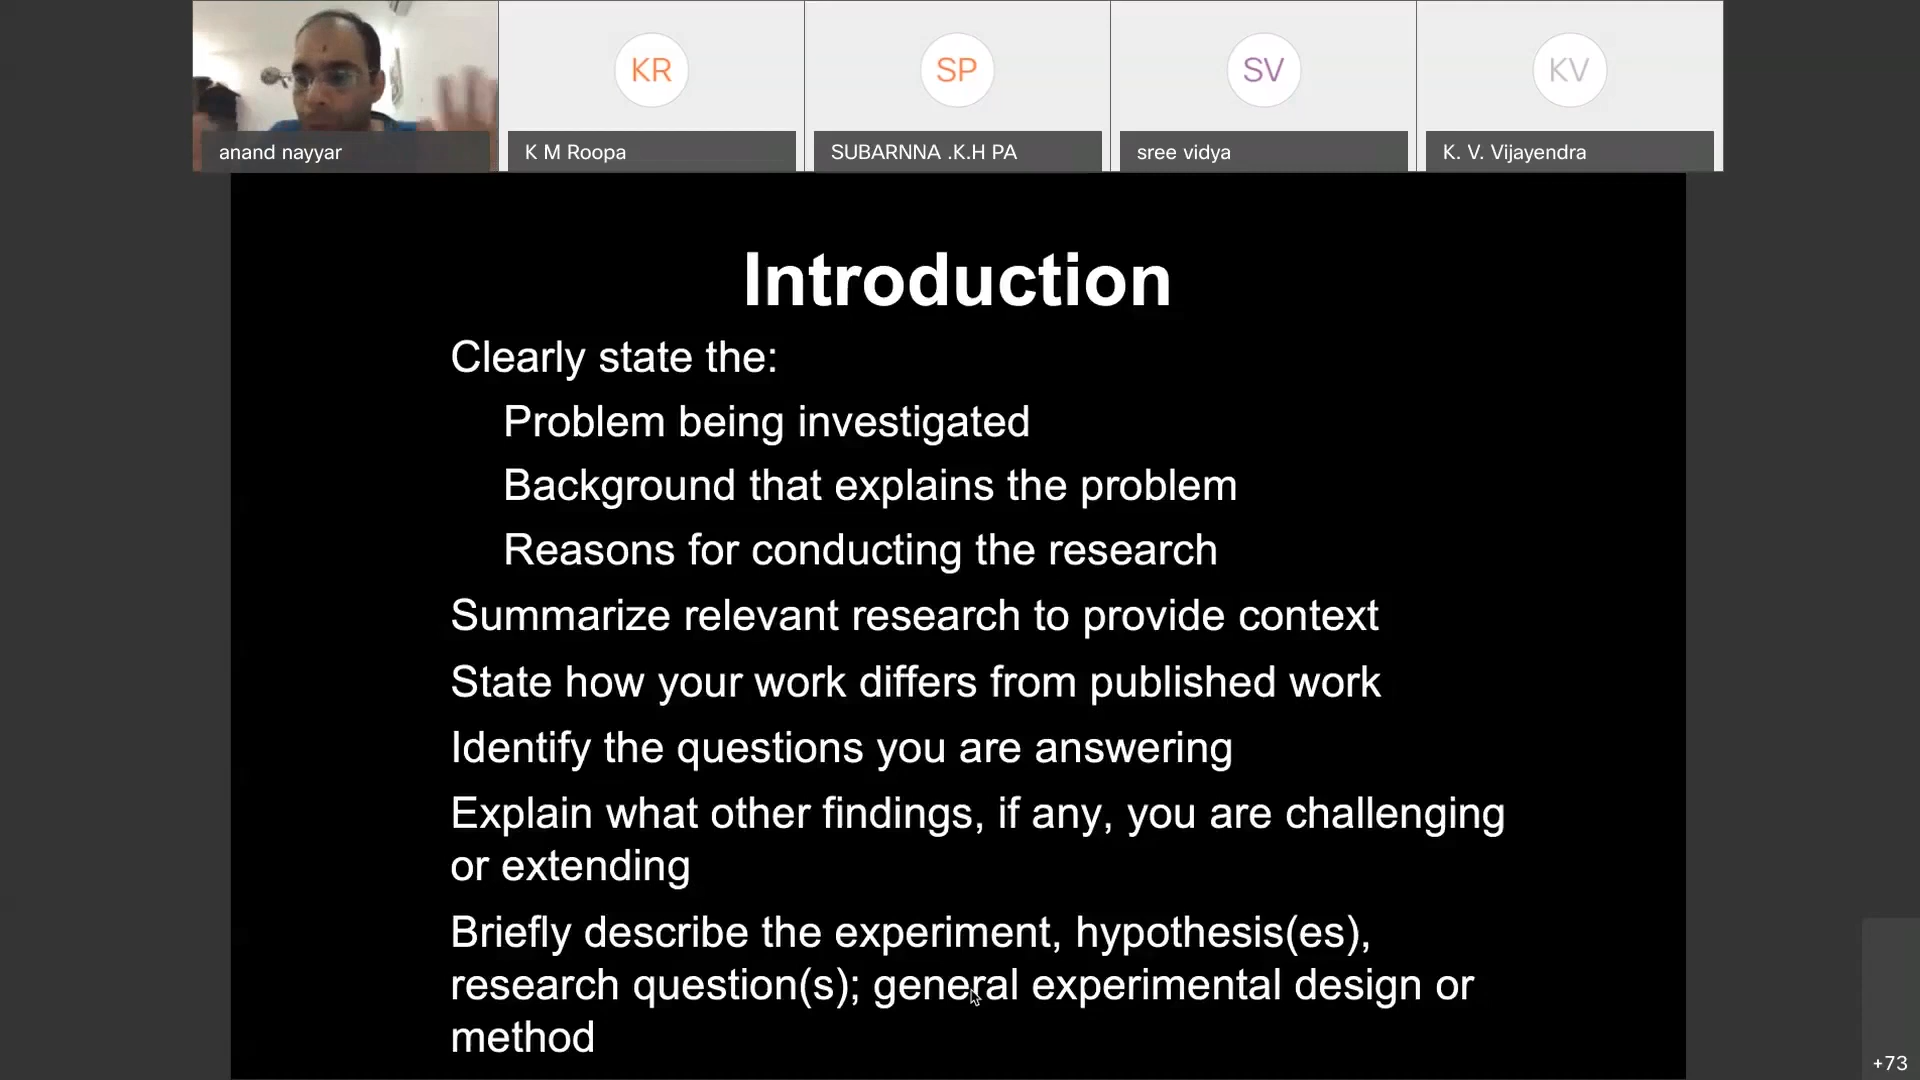 KR
SP
SV
KV
anand nayyar
K M Roopa
SUBARNNA .K.H PA
sree vidya
K. V. Vijayendra
Introduction
Clearly state the:
Problem being investigated
Background that explains the problem
Reasons for conducting the research
Summarize relevant research to provide context
State how your work differs from published work
Identify the questions you are answering
Explain what other findings, if any, you are challenging
or extending
Briefly describe the experiment, hypothesis(es),
research question(s); general experimental design or
method
+73